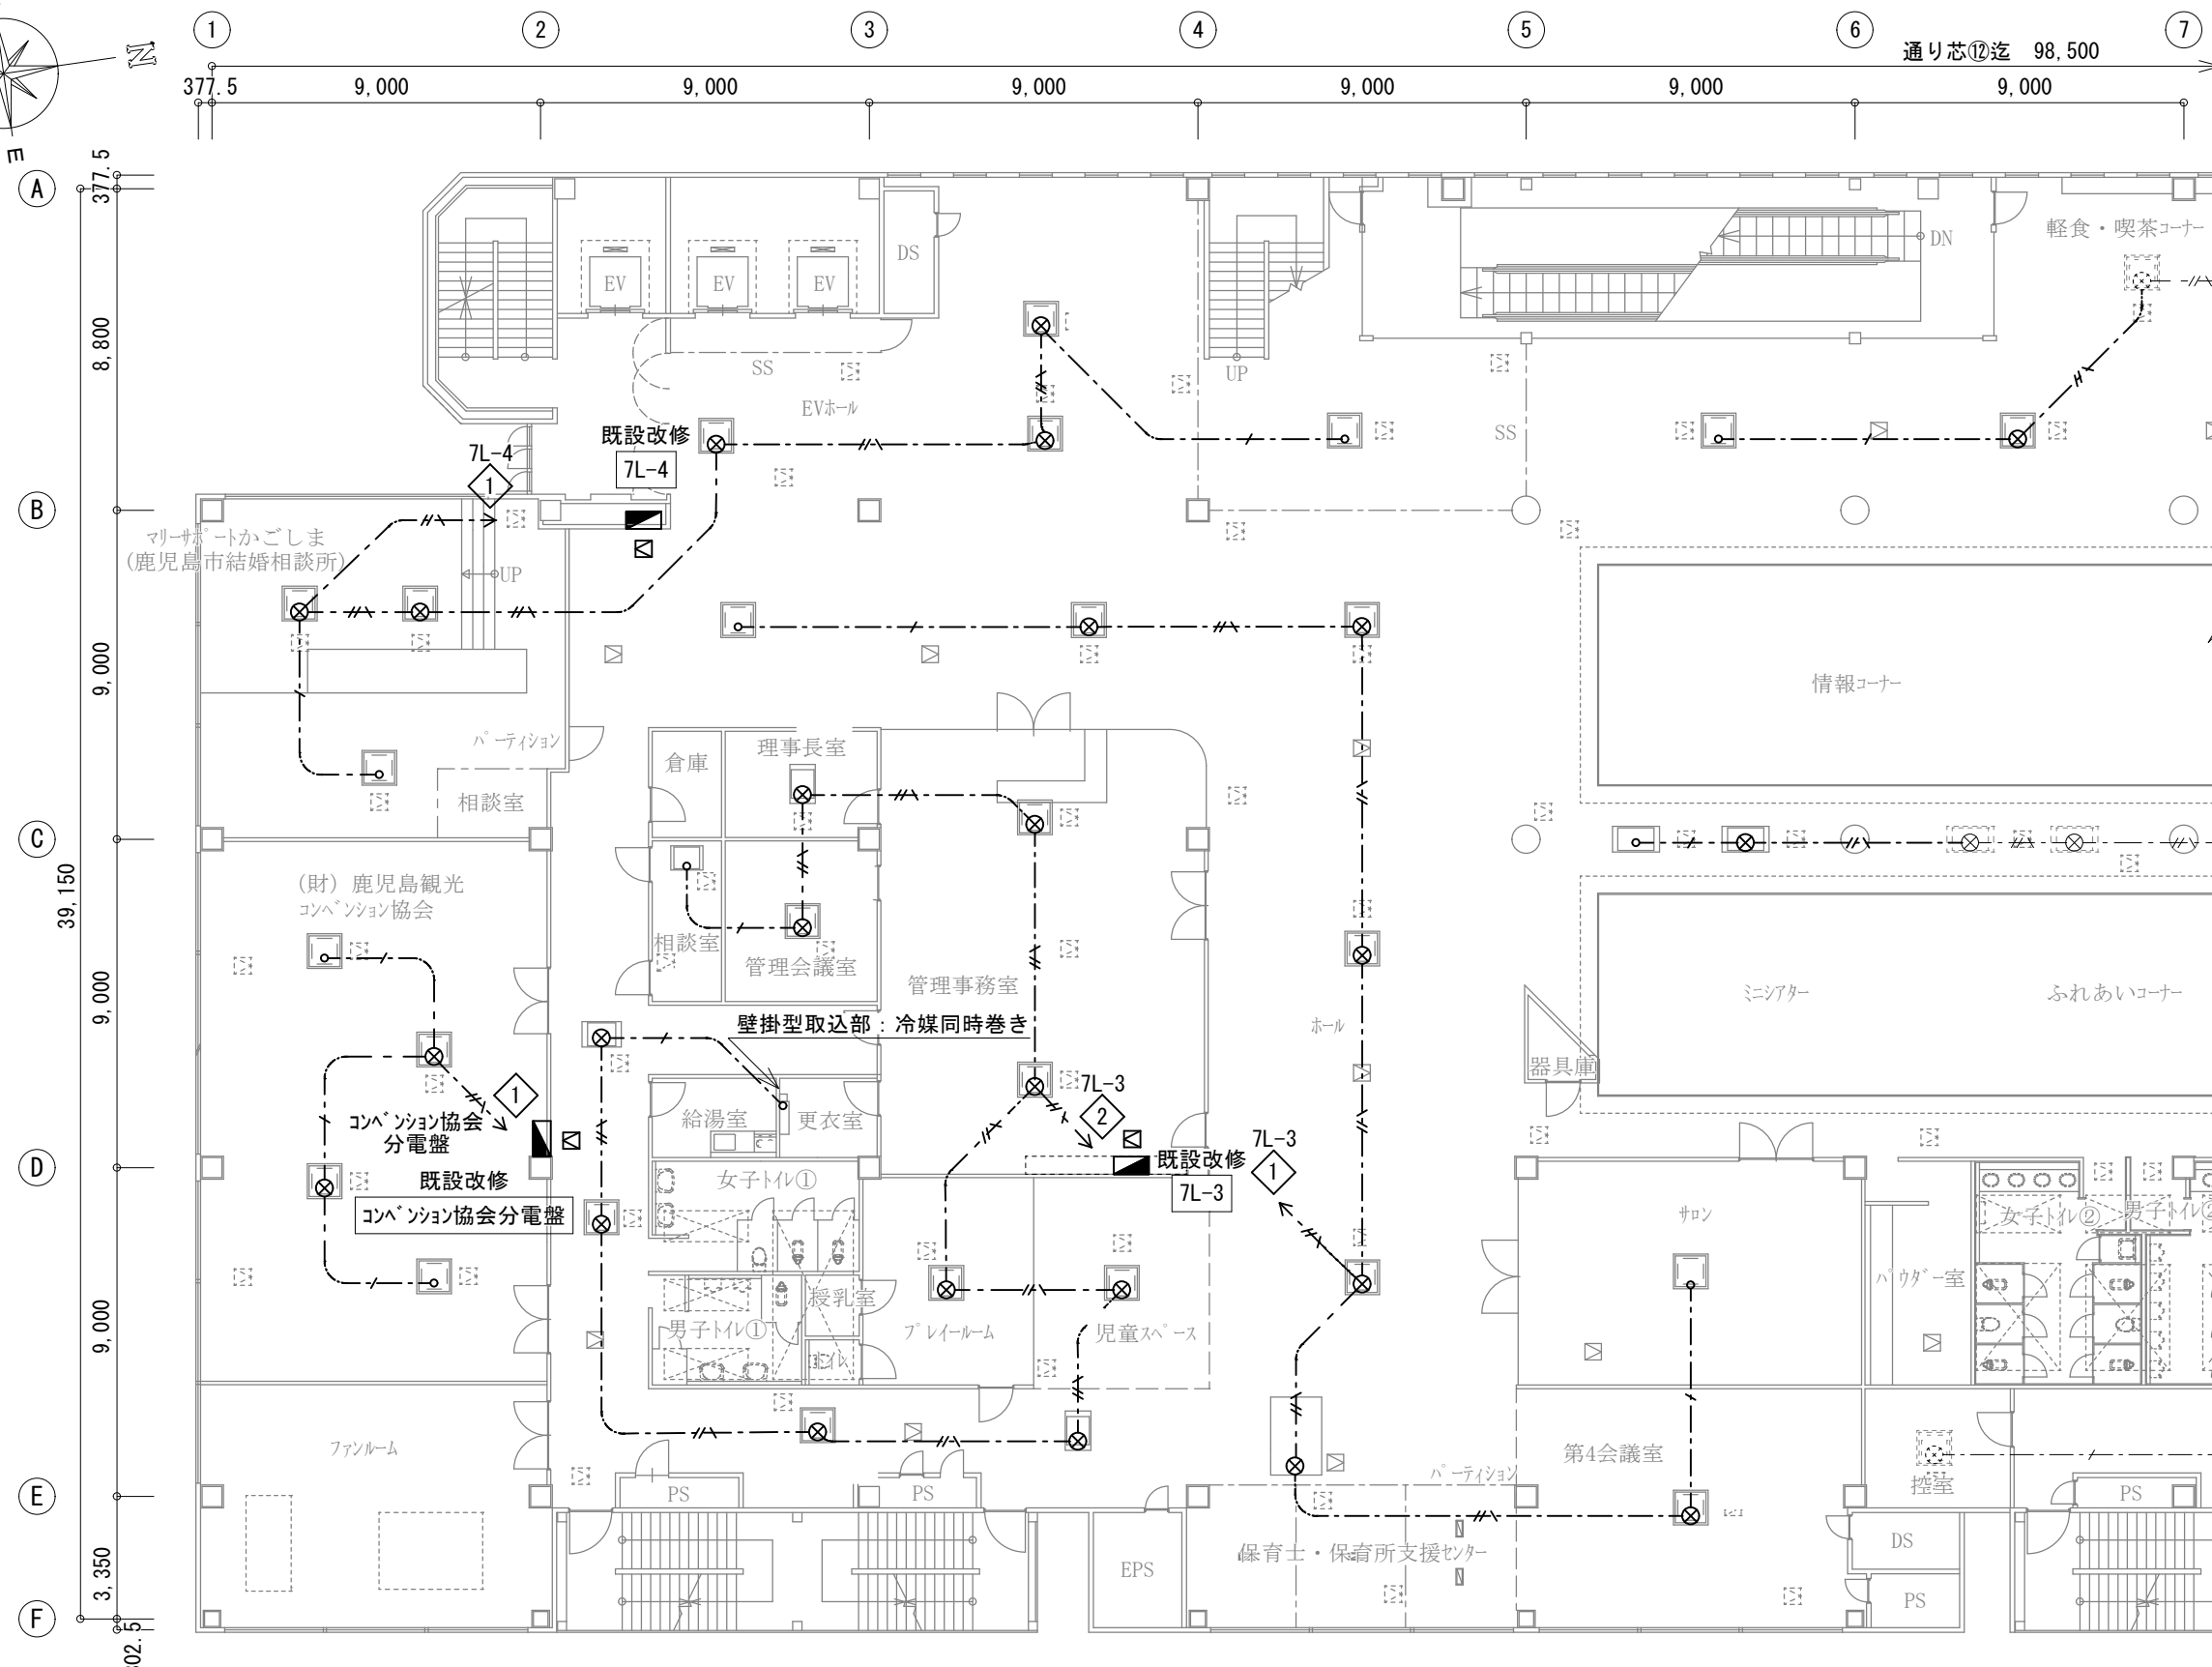 1
2
3
4
5
6
7
通り芯⑫迄 98,500
377.5
9,000
9,000
9,000
9,000
9,000
9,000
N
E
A
B
C
D
E
F
377.5
8,800
9,000
9,000
9,000
3,350
39,150
DS
EV
EV
EV
SS
EVホール
UP
SS
DN
軽食・喫茶コーナー
7L-4
1
既設改修
7L-4
マリーサポートかごしま
(鹿児島市結婚相談所)
UP
パーティション
相談室
倉庫
理事長室
情報コーナー
(財) 鹿児島観光
コンベンション協会
相談室
管理会議室
管理事務室
ホール
ミニシアター
ふれあいコーナー
器具庫
壁掛型取込部：冷媒同時巻き
1
コンベンション協会
分電盤
既設改修
コンベンション協会分電盤
給湯室
更衣室
7L-3
2
既設改修
7L-3
7L-3
1
女子トイレ①
授乳室
男子トイレ①
トイレ
プレイールーム
児童スペース
サロン
パウダー室
女子トイレ②
男子トイレ②
ファンルーム
PS
PS
EPS
パーティション
第4会議室
控室
PS
保育士・保育所支援センター
DS
PS